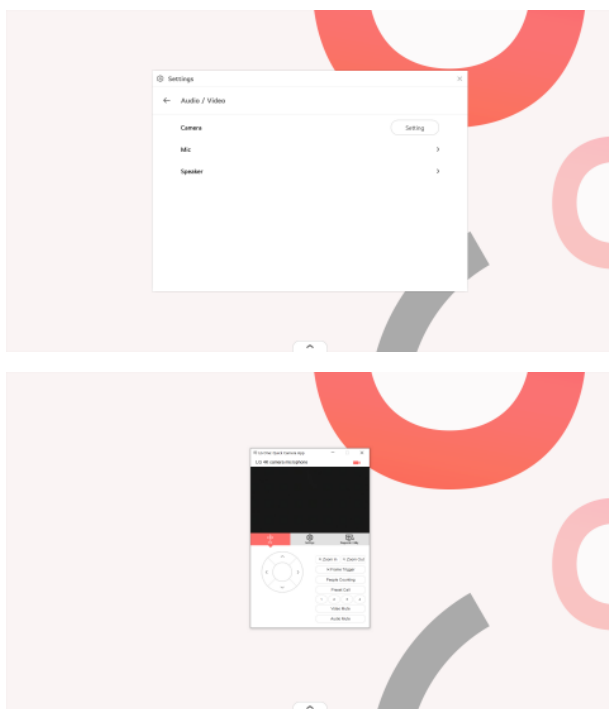 Settings
Audio / Video
Camera
Setting
Mic
Speaker
LG 4K camera microphone
Zoom In
Zoom Out
People Counting
Preset Call
Video Mute
Audio Mute